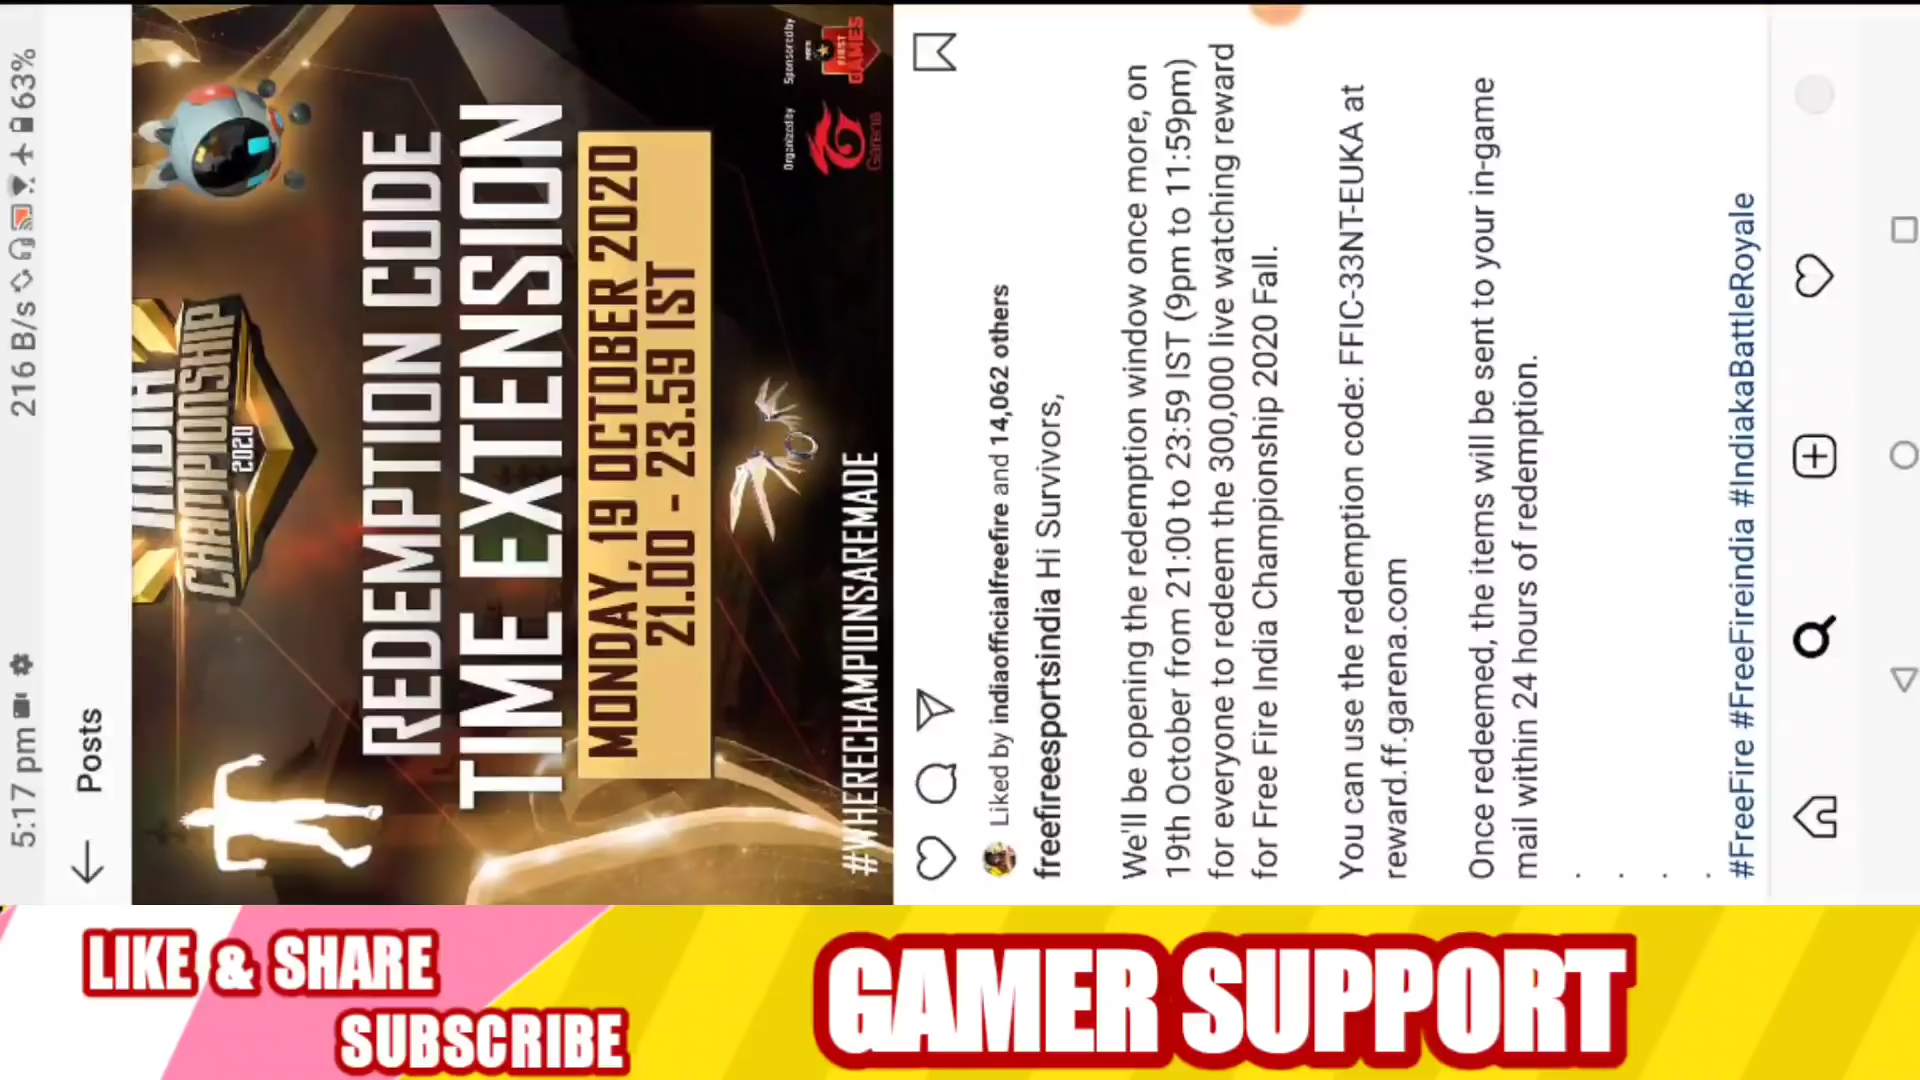 5:17 pm
216 B/s
63%
Posts
INDIA
CHAMPIONSHIP
2020
REDEMPTION CODE
TIME EXTENSION
MONDAY, 19 OCTOBER 2020
21.00 - 23.59 IST
#WHERECHAMPIONSAREMADE
Organized by
Garena
Sponsored by
FIRST
GAMES
Liked by indiaofficialfreefire and 14,062 others
freefireesportsindia Hi Survivors,
We'll be opening the redemption window once more, on
19th October from 21:00 to 23:59 IST (9pm to 11:59pm)
for everyone to redeem the 300,000 live watching reward
for Free Fire India Championship 2020 Fall.
You can use the redemption code: FFIC-33NT-EUKA at
reward.ff.garena.com
Once redeemed, the items will be sent to your in-game
mail within 24 hours of redemption.
.
.
.
.
#FreeFire #FreeFireindia #IndiakaBattleRoyale
LIKE & SHARE
SUBSCRIBE
GAMER SUPPORT